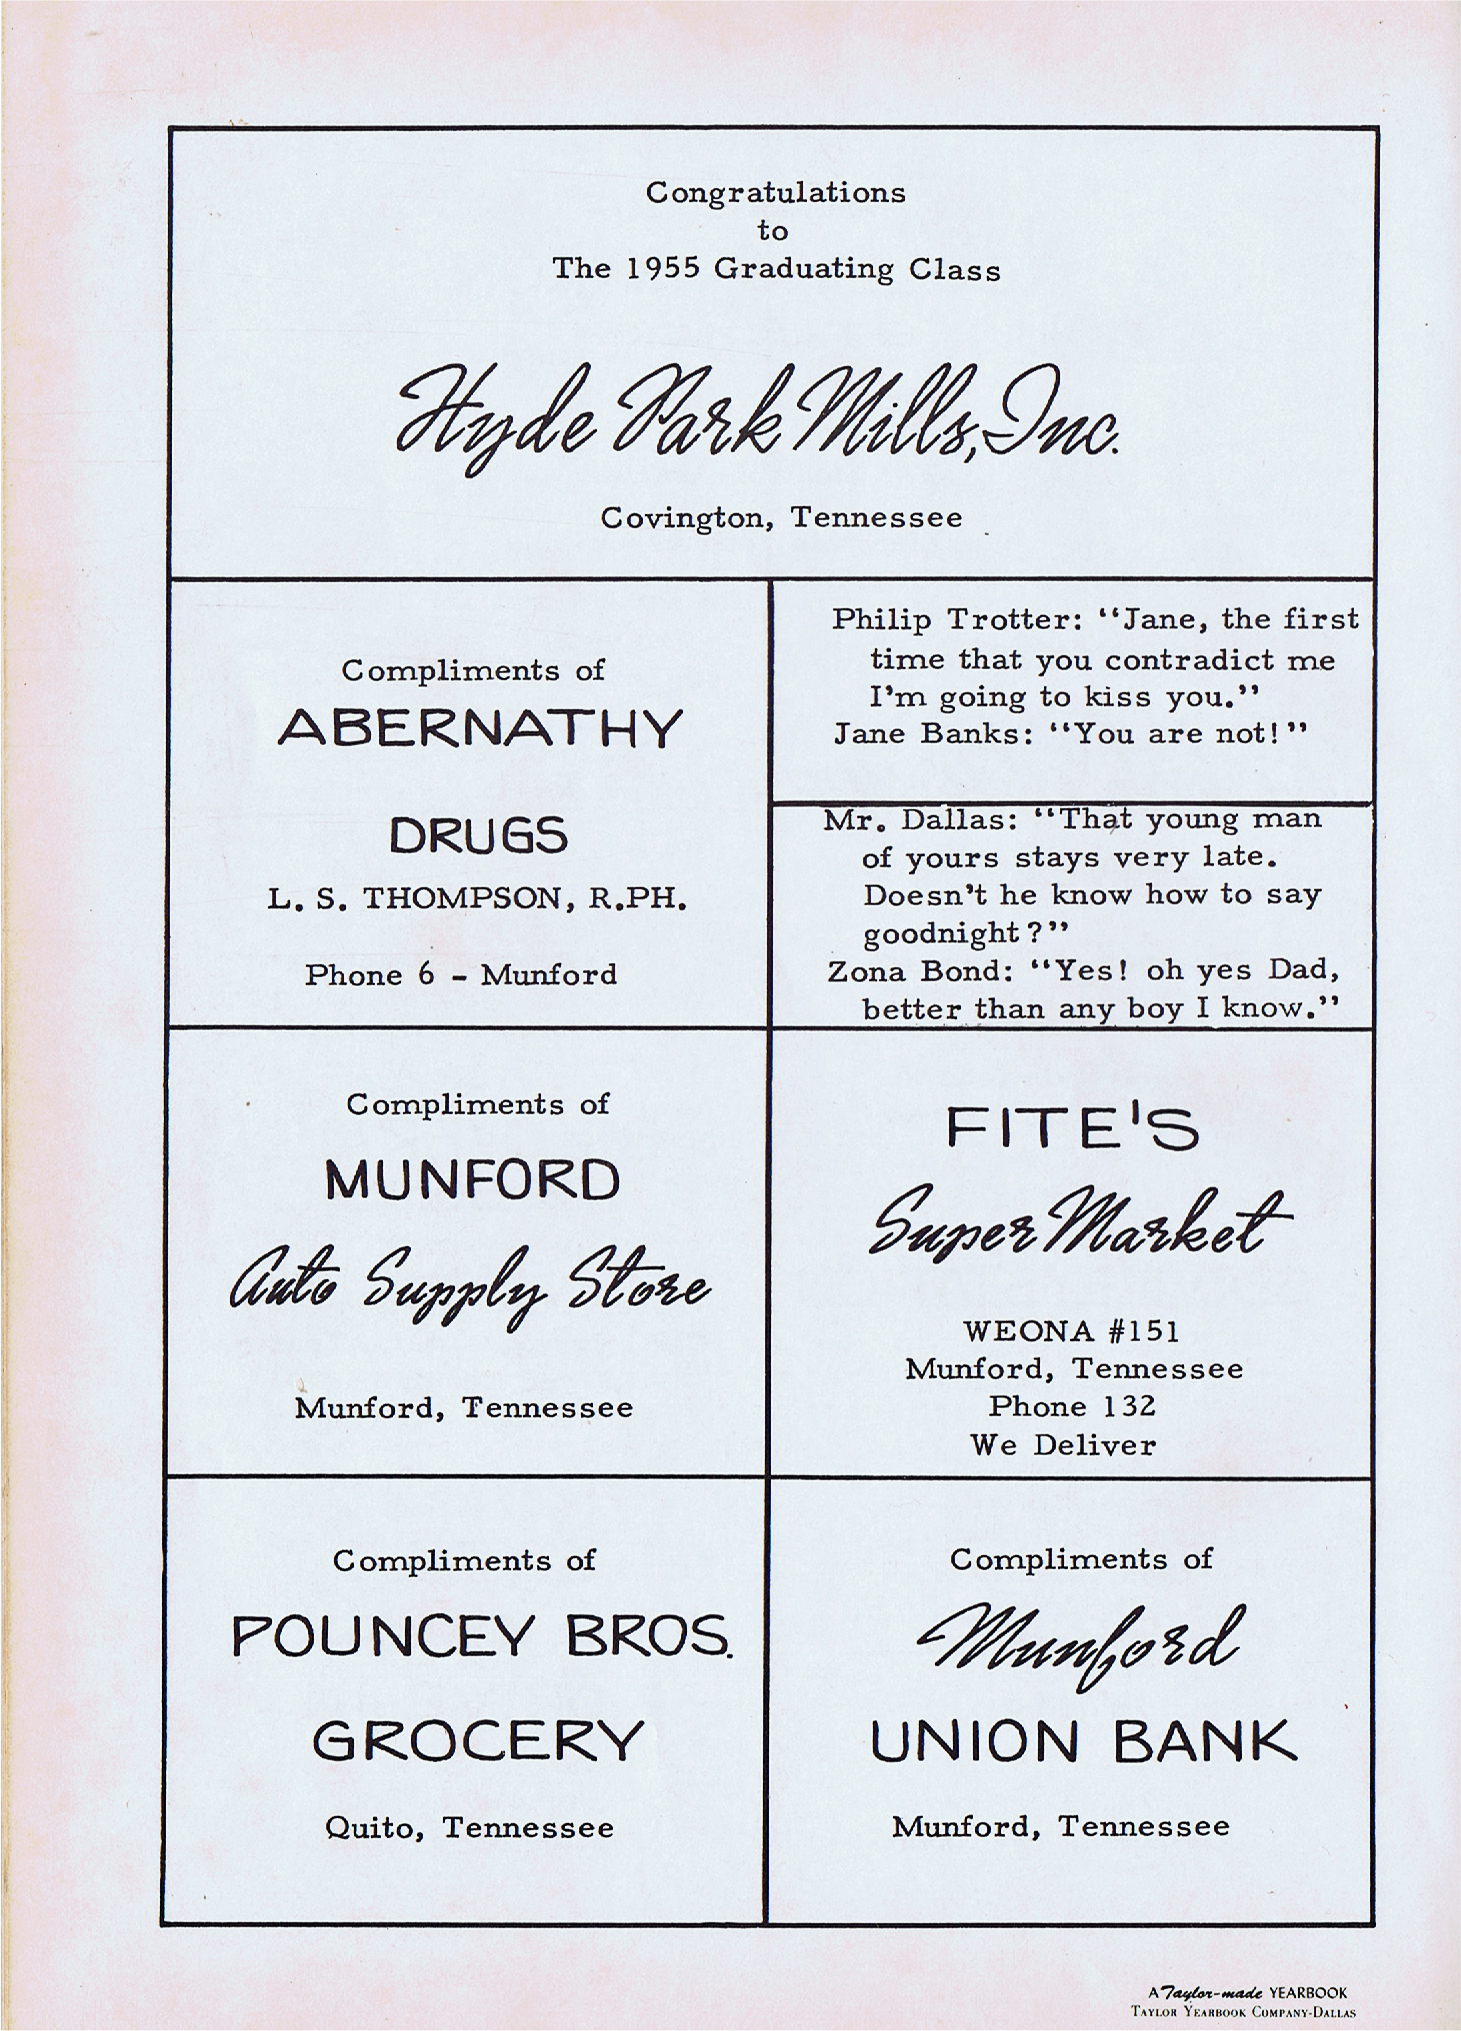 Congratulations
to
The 1955 Graduating Class
Hyde Park Mills, Inc.
Covington, Tennessee
Compliments of
ABERNATHY
DRUGS
L. S. THOMPSON, R.PH.
Phone 6 - Munford
Philip Trotter: “Jane, the first
time that you contradict me
I'm going to kiss you.”
Jane Banks: “You are not!”
Mr. Dallas: “That young man
of yours stays very late.
Doesn't he know how to say
goodnight?”
Zona Bond: “Yes! oh yes Dad,
better than any boy I know.”
Compliments of
MUNFORD
Auto Supply Store
Munford, Tennessee
FITE'S
Super Market
WEONA #151
Munford, Tennessee
Phone 132
We Deliver
Compliments of
POUNCEY BROS.
GROCERY
Quito, Tennessee
Compliments of
Munford
UNION BANK
Munford, Tennessee
A Taylor-made YEARBOOK
TAYLOR YEARBOOK COMPANY-DALLAS